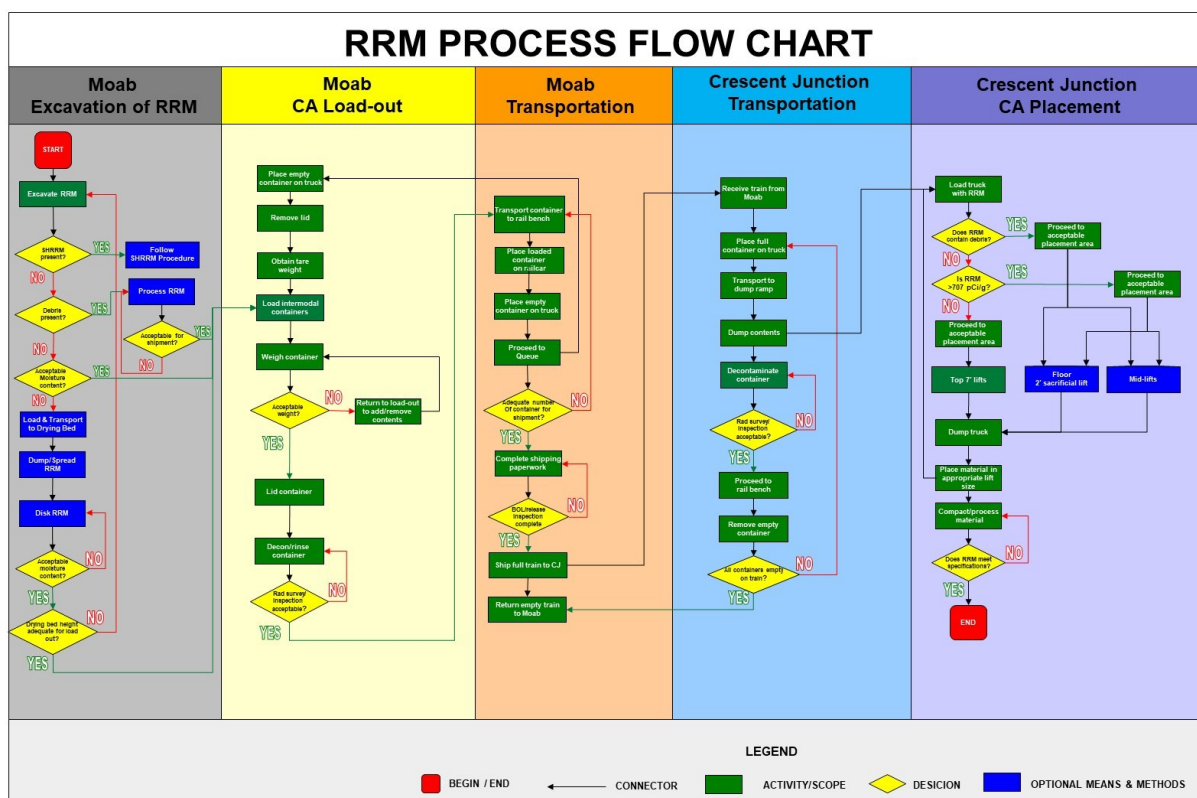 RRM PROCESS FLOW CHART
Moab
Excavation of RRM
Moab
CA Load-out
Moab
Transportation
Crescent Junction
Transportation
Crescent Junction
CA Placement
START
Excavate RRM
SHRRM
present?
YES
Follow
SHRRM Procedure
NO
Debris
present?
YES
Process RRM
Acceptable for
shipment?
YES
NO
NO
Acceptable
Moisture
content?
YES
NO
Load & Transport
to Drying Bed
Dump/Spread
RRM
Disk RRM
Acceptable
moisture
content?
NO
YES
Drying bed height
adequate for load
out?
NO
YES
Place empty
container on truck
Remove lid
Obtain tare
weight
Load intermodal
containers
Weigh container
Acceptable
weight?
NO
Return to load-out
to add/remove
contents
YES
Lid container
Decon/rinse
container
Rad survey/
Inspection
acceptable?
NO
YES
Transport container
to rail bench
Place loaded
container
on railcar
Place empty
container on truck
Proceed to
Queue
Adequate number
Of container for
shipment?
NO
YES
Complete shipping
paperwork
BOL/release
Inspection
complete
NO
YES
Ship full train to CJ
Return empty train
to Moab
Receive train from
Moab
Place full
container on truck
Transport to
dump ramp
Dump contents
Decontaminate
container
Rad survey/
Inspection
acceptable?
NO
YES
Proceed to
rail bench
Remove empty
container
All containers empty
on train?
NO
YES
Load truck
with RRM
Does RRM
contain debris?
YES
Proceed to
acceptable
placement area
NO
Is RRM
>707 pCi/g?
YES
Proceed to
acceptable
placement area
NO
Proceed to
acceptable
placement area
Top 7' lifts
Floor
2' sacrificial lift
Mid-lifts
Dump truck
Place material in
appropriate lift
size
Compact/process
material
Does RRM meet
specifications?
NO
YES
END
LEGEND
BEGIN / END
CONNECTOR
ACTIVITY/SCOPE
DESICION
OPTIONAL MEANS & METHODS